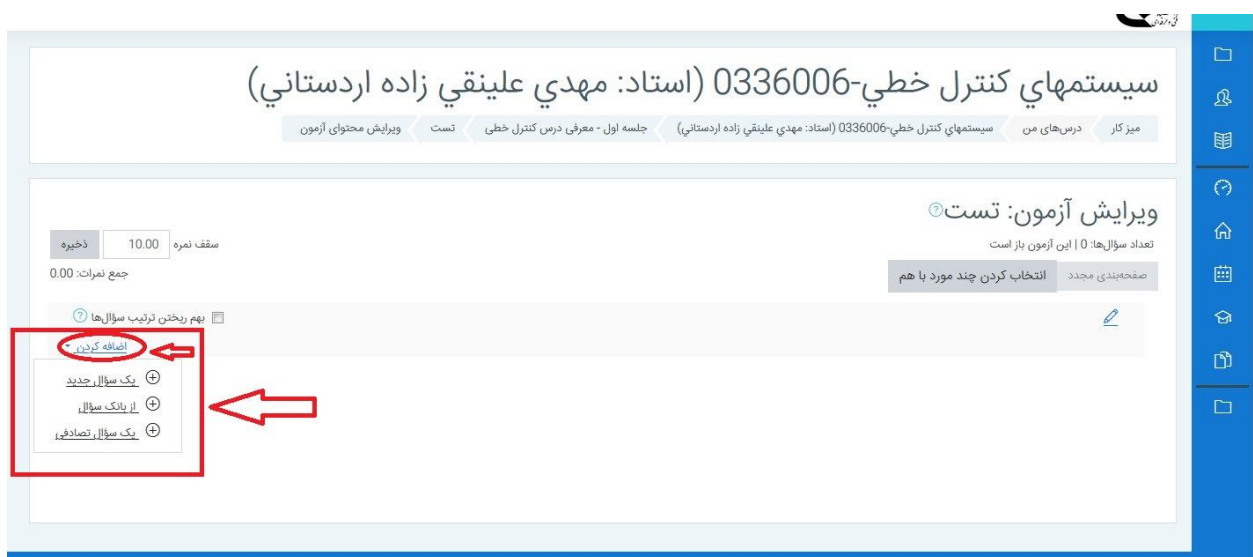 فنی و حرفه‌ای
سيستمهاي كنترل خطي-0336006 (استاد: مهدي علينقي زاده اردستاني)
میز کار
درس‌های من
سيستمهاي كنترل خطي-0336006 (استاد: مهدي علينقي زاده اردستاني)
جلسه اول - معرفی درس کنترل خطی
تست
ویرایش محتوای آزمون
ویرایش آزمون: تست
تعداد سؤال‌ها: 0 | این آزمون باز است
سقف نمره 10.00 ذخیره
صفحه‌بندی مجدد انتخاب کردن چند مورد با هم
جمع نمرات: 0.00
بهم ریختن ترتیب سؤال‌ها
اضافه کردن
یک سؤال جدید
از بانک سؤال
یک سؤال تصادفی